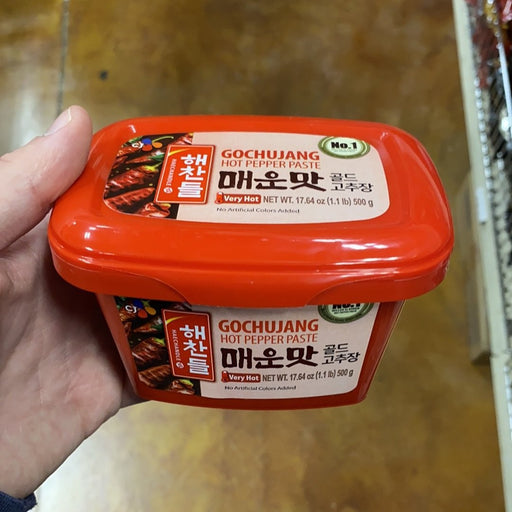 CJ
해찬들
HAECHANDLE
GOCHUJANG
HOT PEPPER PASTE
No.1
매운맛 골드
고추장
Very Hot NET WT. 17.64 oz (1.1 lb) 500 g
No Artificial Colors Added
CJ
해찬들
HAECHANDLE
GOCHUJANG
HOT PEPPER PASTE
No.1
매운맛 골드
고추장
Very Hot NET WT. 17.64 oz (1.1 lb) 500 g
No Artificial Colors Added